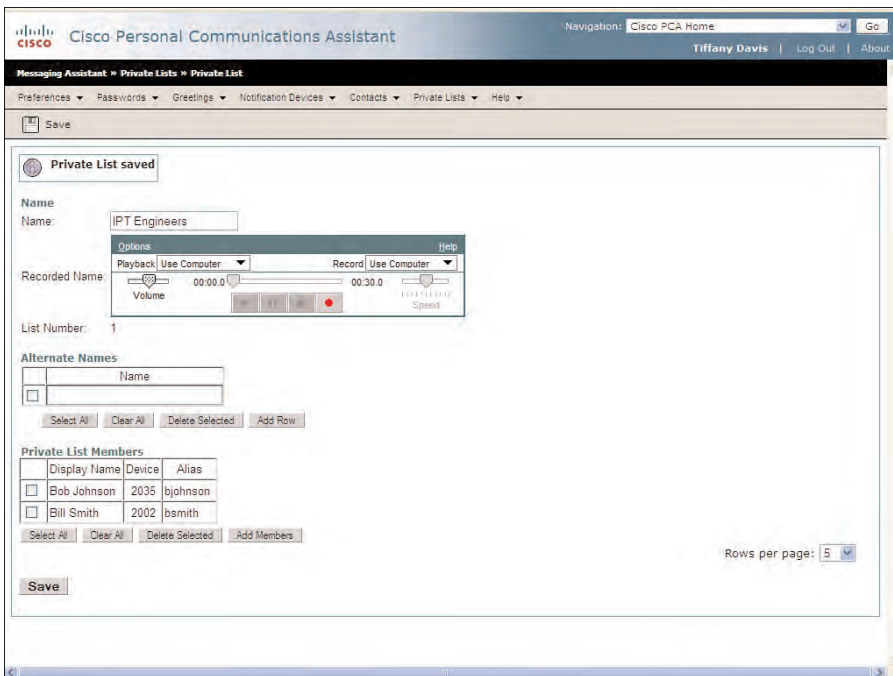 Navigation: Cisco PCA Home Go
CISCO Cisco Personal Communications Assistant
Tiffany Davis | Log Out | About
Messaging Assistant » Private Lists » Private List
Preferences Passwords Greetings Notification Devices Contacts Private Lists Help
Save
Private List saved
Name
Name: IPT Engineers
Options Help
Playback Use Computer Record Use Computer
Recorded Name: 00:00.0 00:30.0
Volume Speed
List Number: 1
Alternate Names
Name
Select All Clear All Delete Selected Add Row
Private List Members
Display Name Device Alias
Bob Johnson 2035 bjohnson
Bill Smith 2002 bsmith
Select All Clear All Delete Selected Add Members
Rows per page: 5
Save